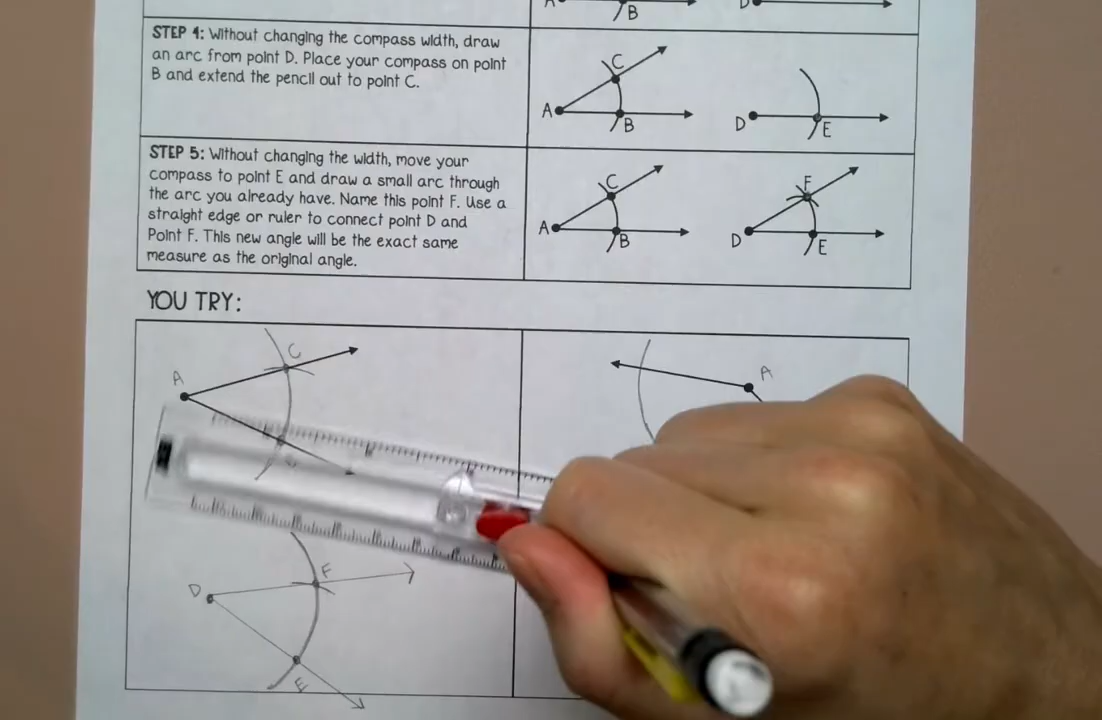 B
D
STEP 4: Without changing the compass width, draw
an arc from point D. Place your compass on point
B and extend the pencil out to point C.
C
A
B
D
E
STEP 5: Without changing the width, move your
compass to point E and draw a small arc through
the arc you already have. Name this point F. Use a
straight edge or ruler to connect point D and
Point F. This new angle will be the exact same
measure as the original angle.
C
A
B
F
D
E
YOU TRY:
A
C
A
D
F
E